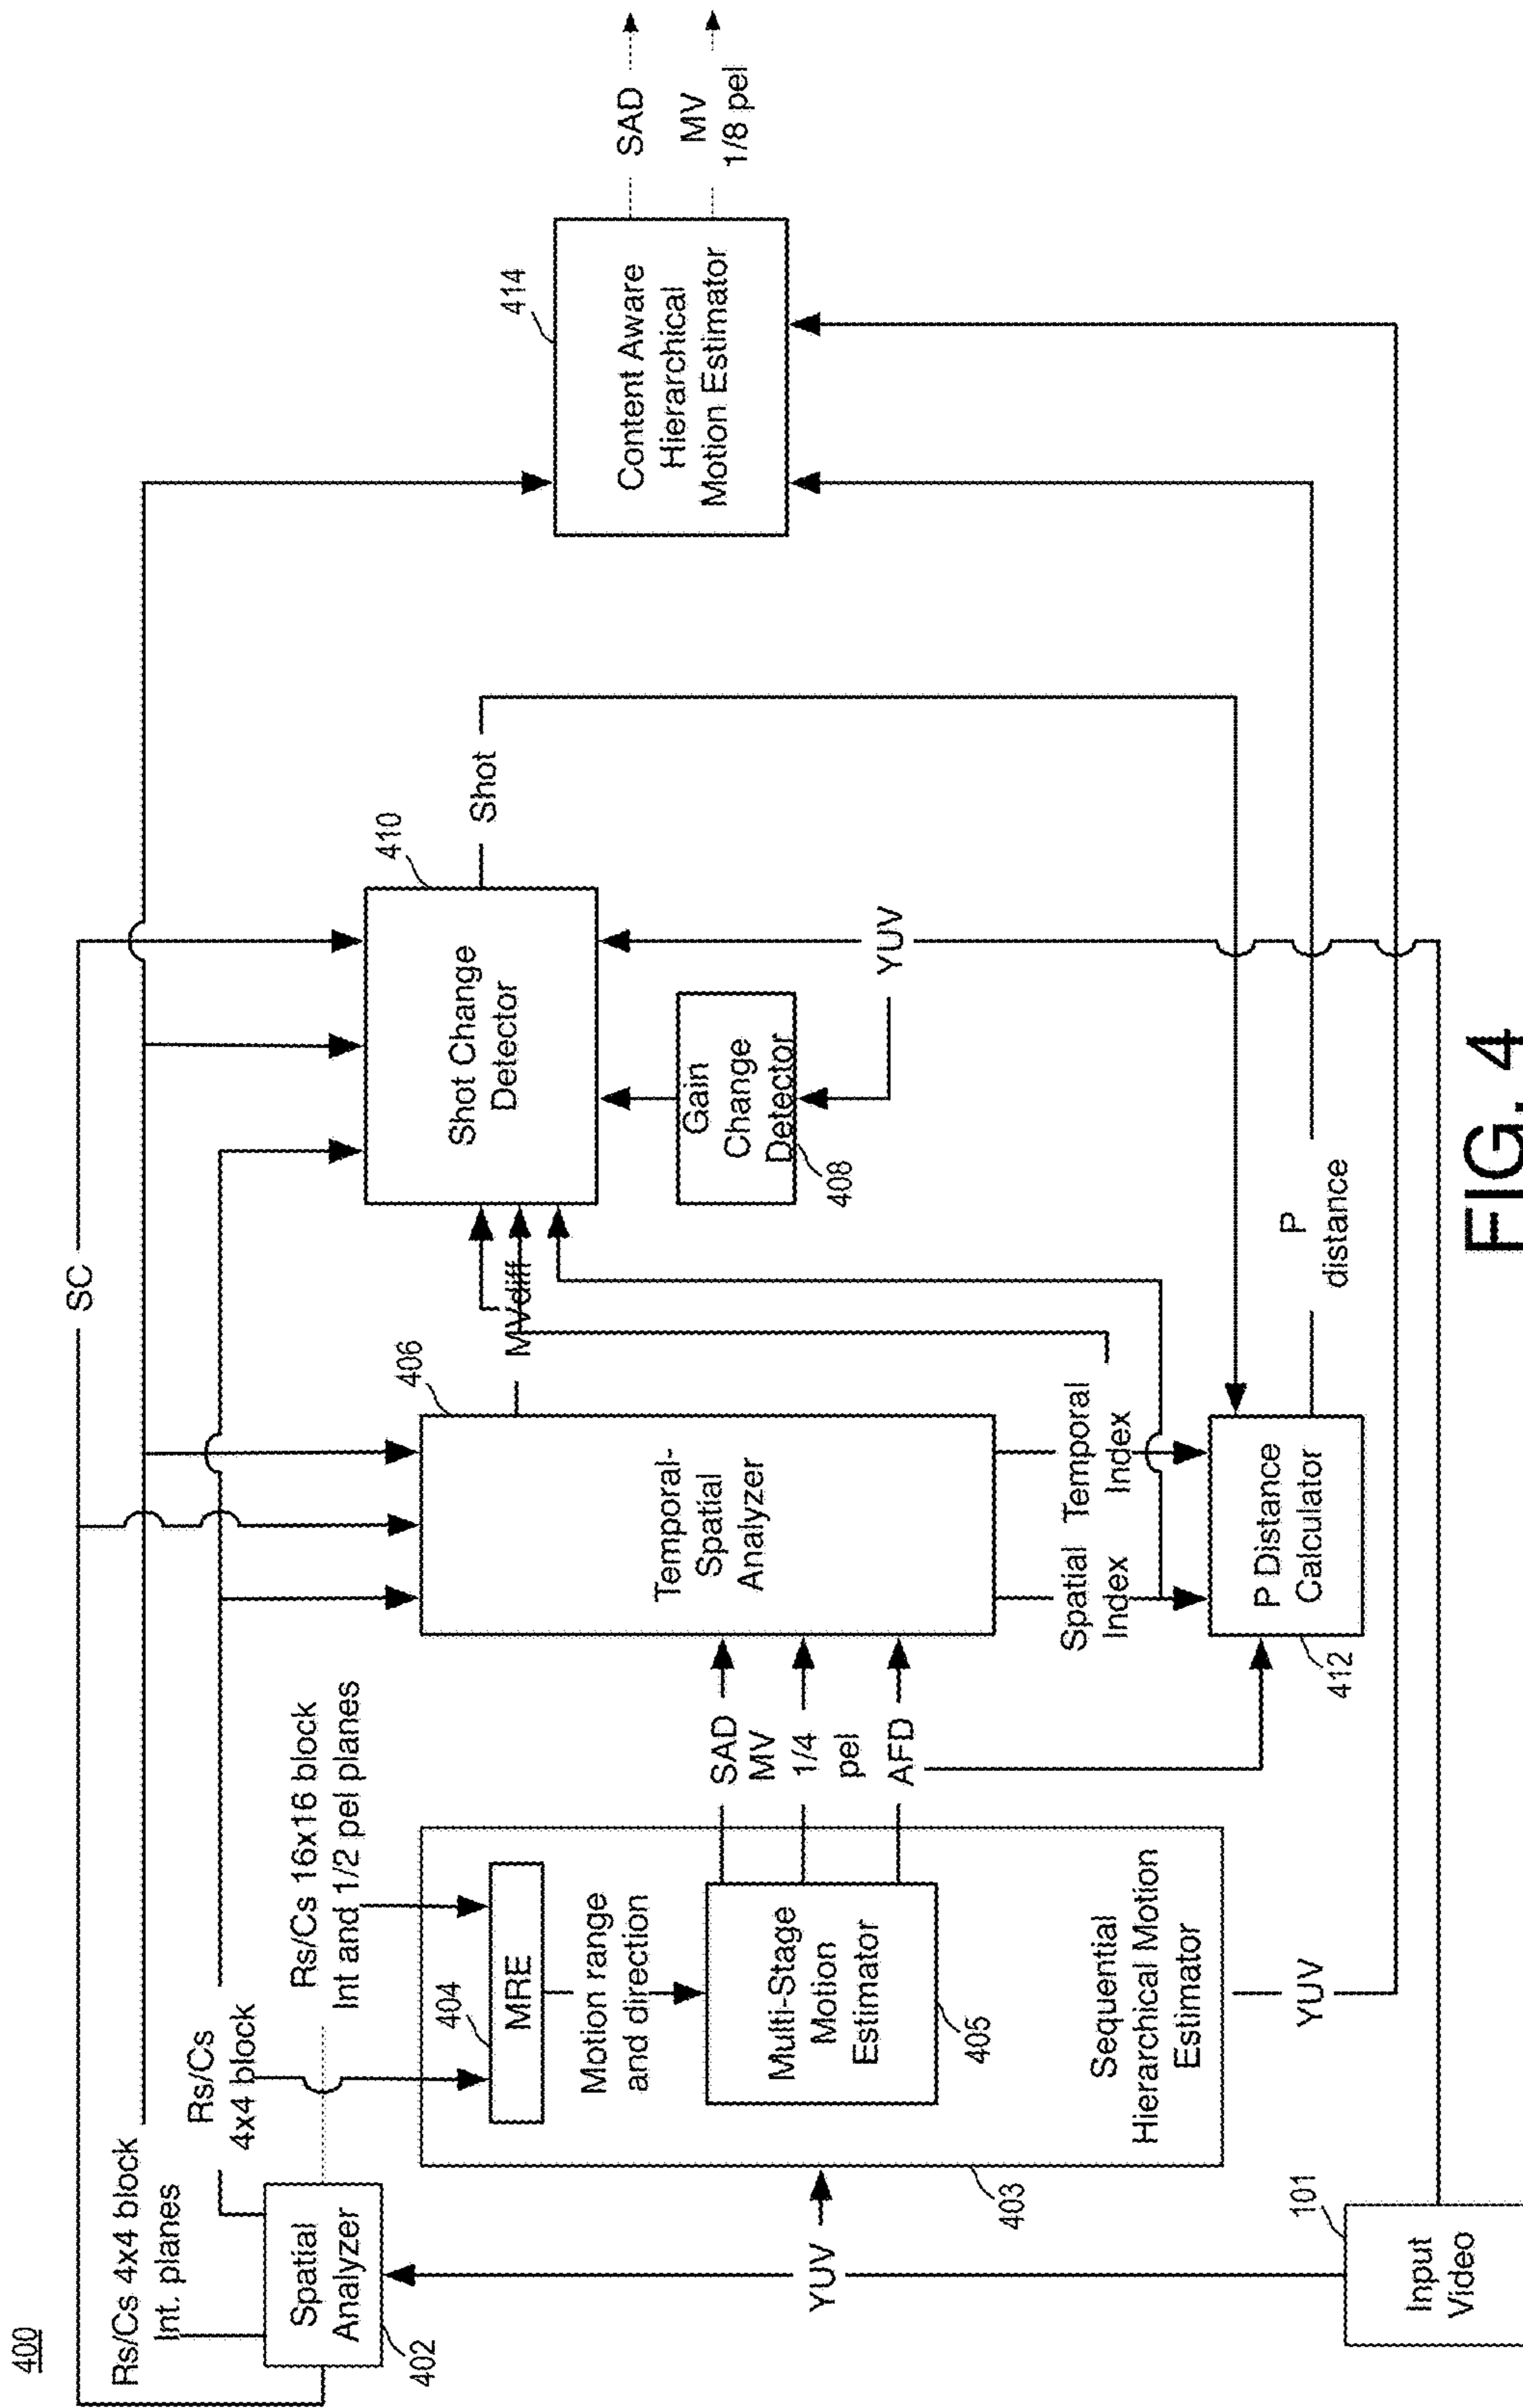 400
SC
Rs/Cs 4x4 block
Int. planes
Rs/Cs
4x4 block
Rs/Cs 16x16 block
Int and 1/2 pel planes
Spatial
Analyzer
402
404
MRE
Motion range
and direction
Multi-Stage
Motion
Estimator
405
Sequential
Hierarchical Motion
Estimator
403
YUV
YUV
Input
Video
101
SAD
MV
1/4
pel
AFD
406
Temporal-
Spatial
Analyzer
MVdiff
Spatial
Index
Temporal
Index
P Distance
Calculator
412
P
distance
410
Shot Change
Detector
Gain
Change
Detector
408
YUV
Shot
414
Content Aware
Hierarchical
Motion Estimator
SAD
MV
1/8 pel
FIG. 4